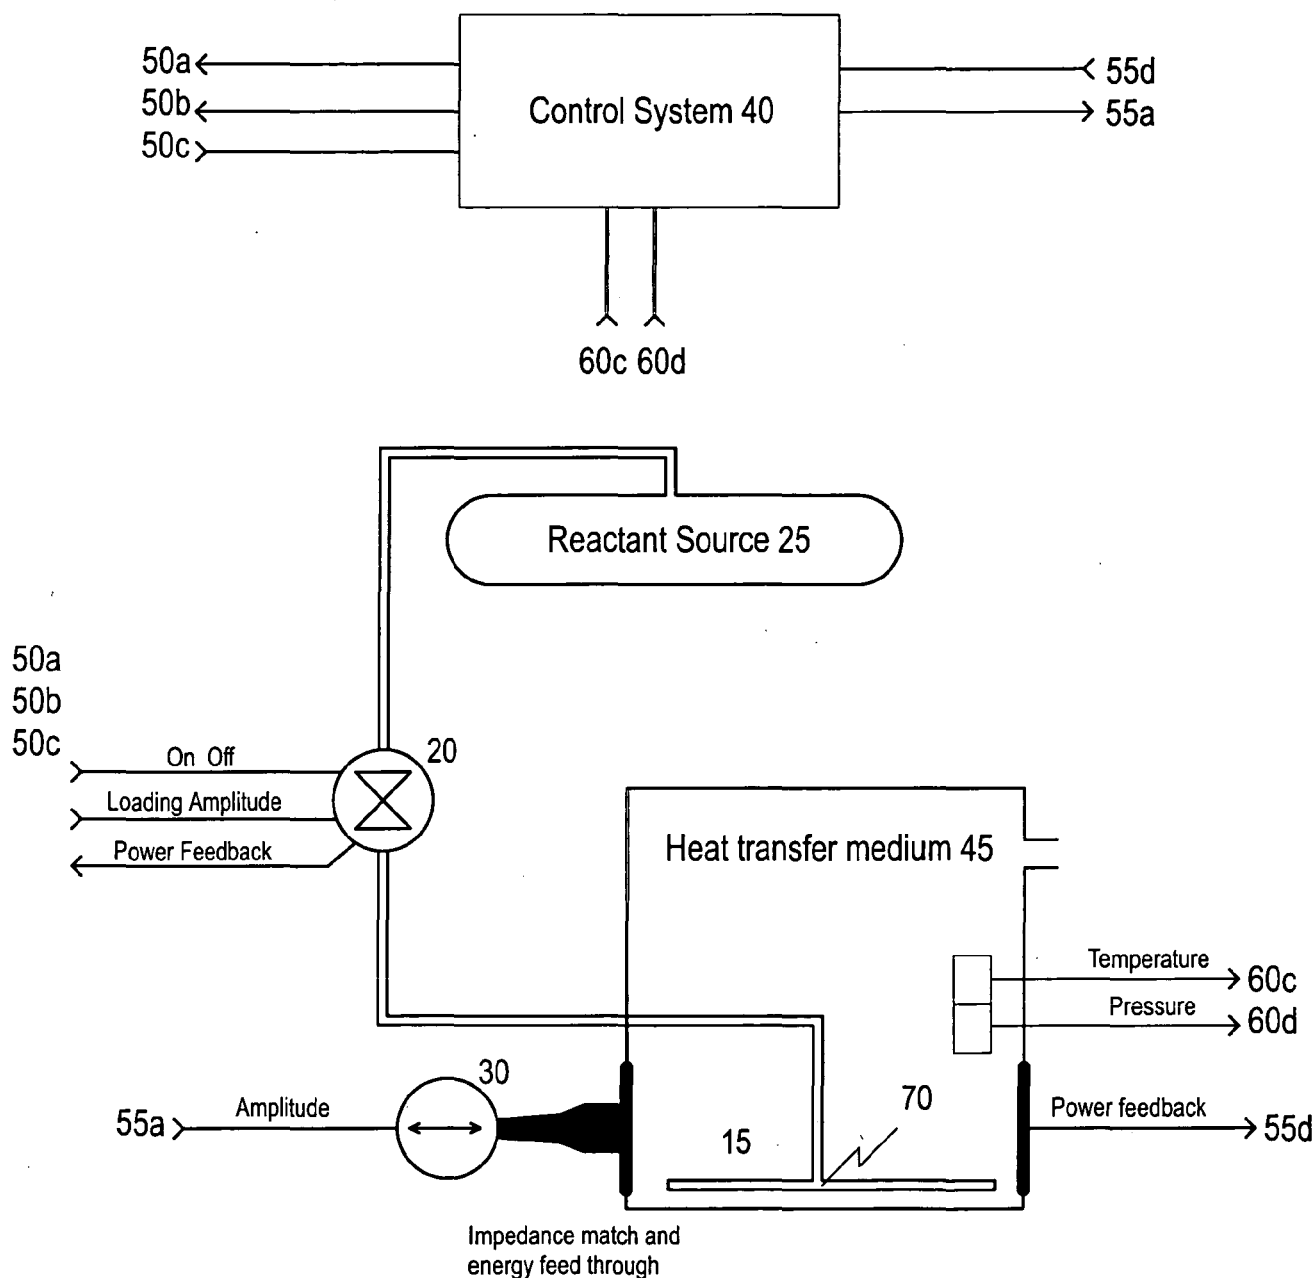 50a
50b
50c
Control System 40
55d
55a
60c 60d
Reactant Source 25
50a
50b
50c
On Off
Loading Amplitude
Power Feedback
20
Heat transfer medium 45
Temperature
60c
Pressure
60d
30
55a
Amplitude
15
70
Power feedback
55d
Impedance match and
energy feed through